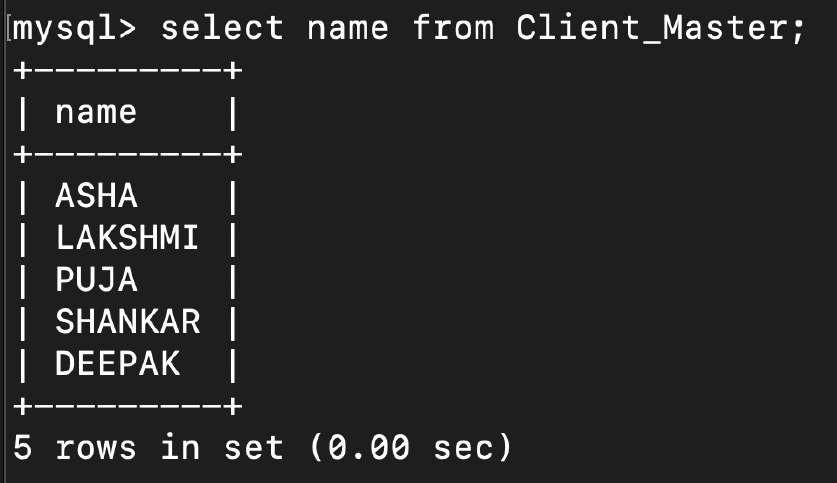 [mysql> select name from Client_Master;
+---------+
| name    |
+---------+
| ASHA    |
| LAKSHMI |
| PUJA    |
| SHANKAR |
| DEEPAK  |
+---------+
5 rows in set (0.00 sec)